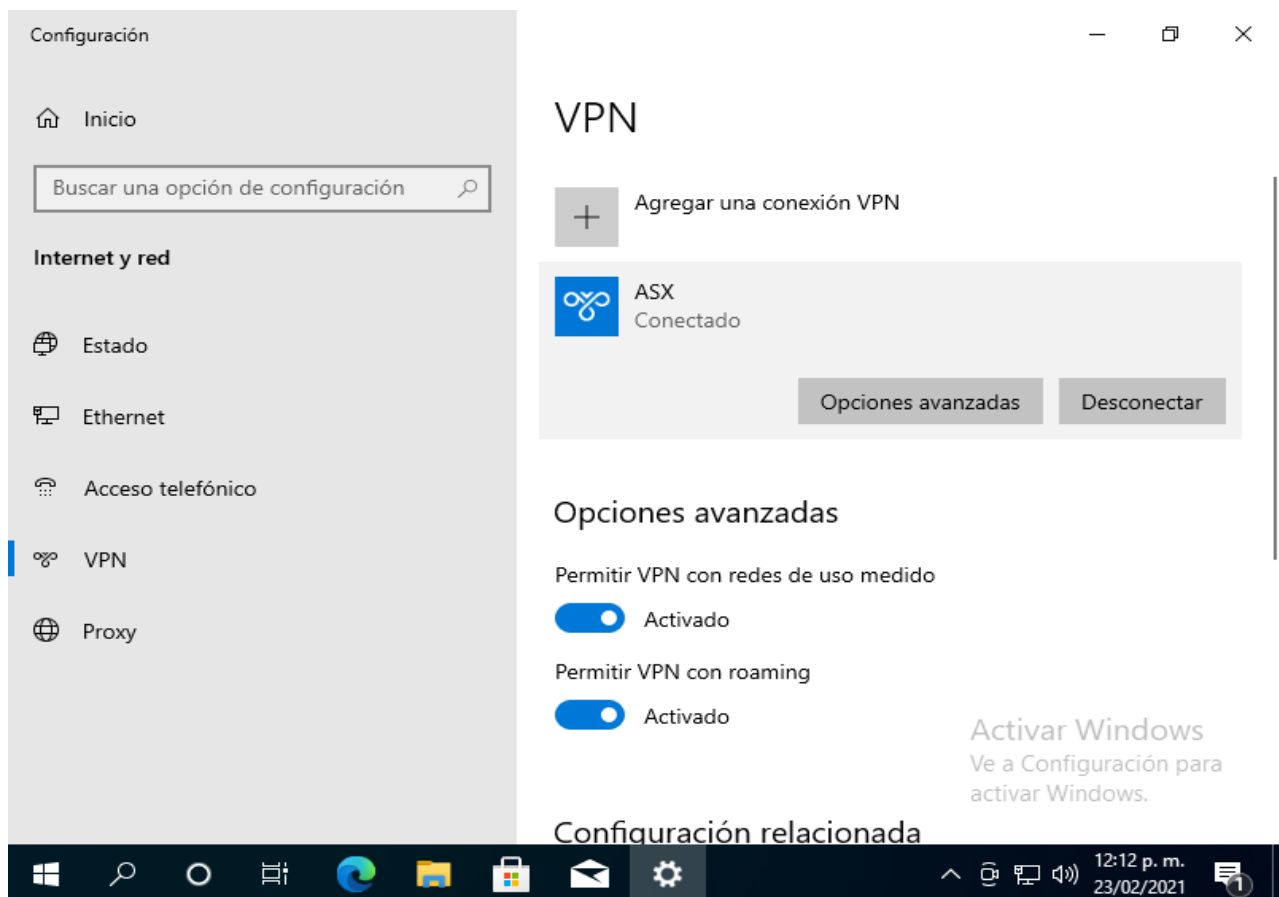 Configuración
Inicio
Buscar una opción de configuración
Internet y red
Estado
Ethernet
Acceso telefónico
VPN
Proxy
VPN
Agregar una conexión VPN
ASX
Conectado
Opciones avanzadas
Desconectar
Opciones avanzadas
Permitir VPN con redes de uso medido
Activado
Permitir VPN con roaming
Activado
Activar Windows
Ve a Configuración para
activar Windows.
Configuración relacionada
12:12 p. m.
23/02/2021
1